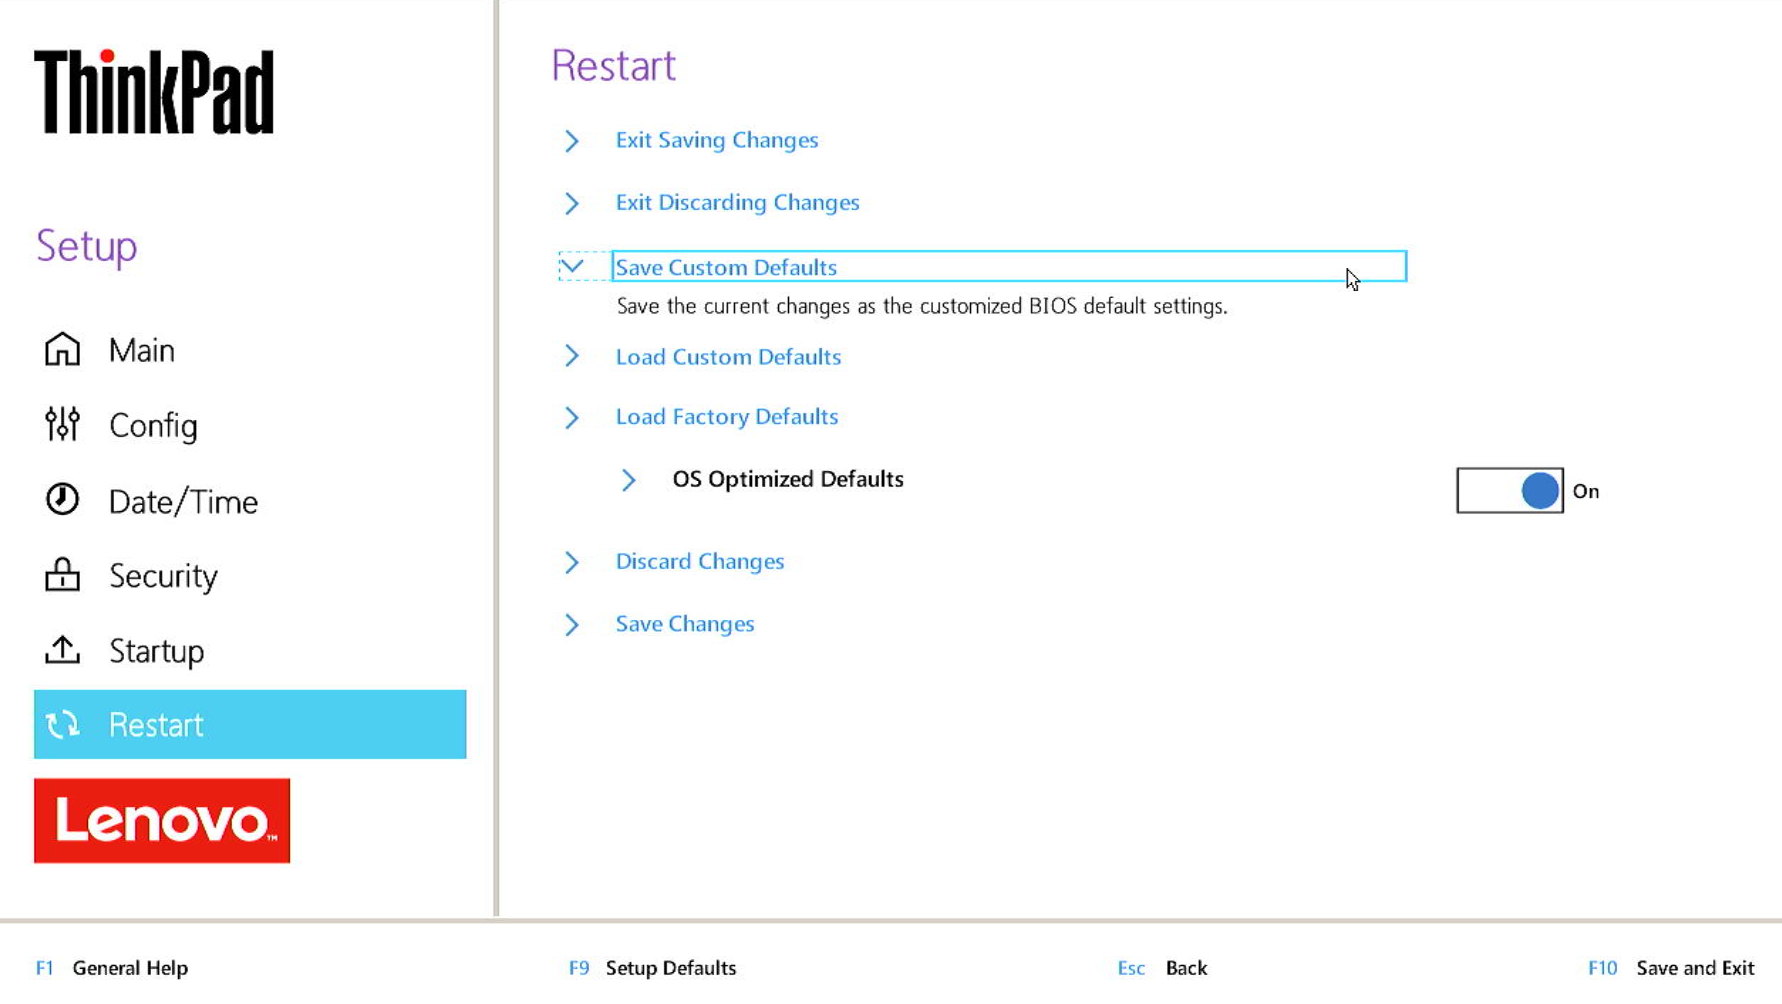 ThinkPad
Setup
Main
Config
Date/Time
Security
Startup
Restart
Lenovo™
Restart
Exit Saving Changes
Exit Discarding Changes
Save Custom Defaults
Save the current changes as the customized BIOS default settings.
Load Custom Defaults
Load Factory Defaults
OS Optimized Defaults On
Discard Changes
Save Changes
F1 General Help F9 Setup Defaults Esc Back F10 Save and Exit